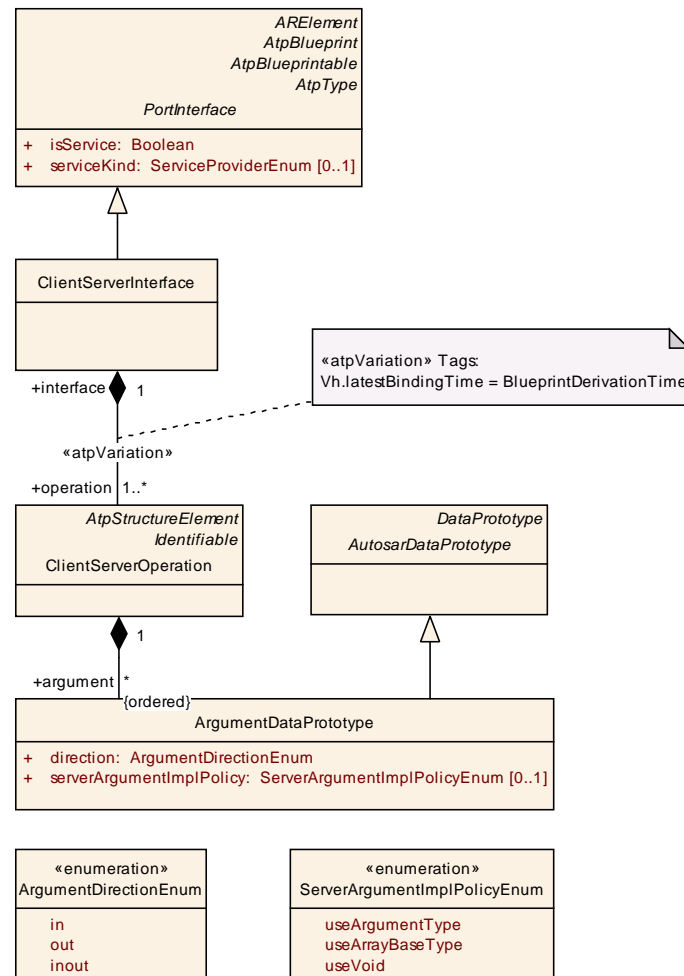 ARElement
AtpBlueprint
AtpBlueprintable
AtpType
PortInterface
+ isService: Boolean
+ serviceKind: ServiceProviderEnum [0..1]
ClientServerInterface
«atpVariation» Tags:
Vh.latestBindingTime = BlueprintDerivationTime
+interface 1
«atpVariation»
+operation 1..*
AtpStructureElement
Identifiable
ClientServerOperation
DataPrototype
AutosarDataPrototype
1
+argument *
{ordered}
ArgumentDataPrototype
+ direction: ArgumentDirectionEnum
+ serverArgumentImplPolicy: ServerArgumentImplPolicyEnum [0..1]
«enumeration»
ArgumentDirectionEnum
in
out
inout
«enumeration»
ServerArgumentImplPolicyEnum
useArgumentType
useArrayBaseType
useVoid